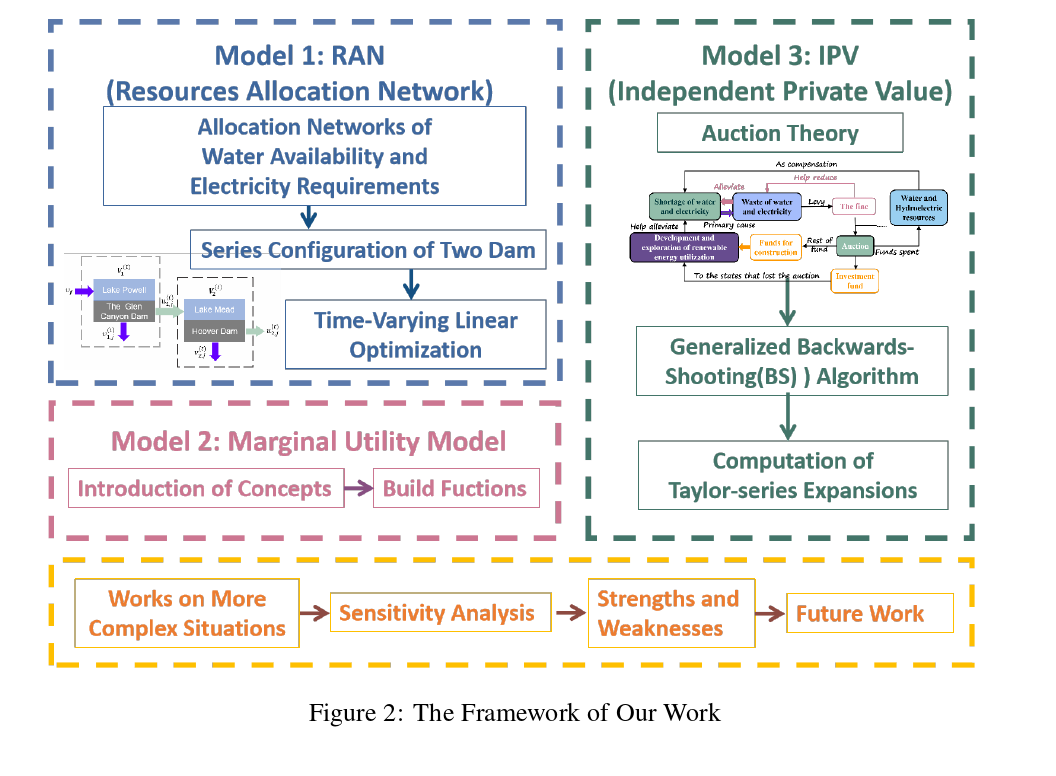 Model 1: RAN
(Resources Allocation Network)
Allocation Networks of
Water Availability and
Electricity Requirements
Series Configuration of Two Dam
V₁⁽ᵗ⁾
Lake Powell
The Glen
Canyon Dam
V₂⁽ᵗ⁾
Lake Mead
Hoover Dam
Time-Varying Linear
Optimization
Model 2: Marginal Utility Model
Introduction of Concepts
Build Fuctions
Model 3: IPV
(Independent Private Value)
Auction Theory
As compensation
Help reduce
Alleviate
Shortage of water
and electricity
Waste of water
and electricity
Levy
The fine
Water and
Hydroelectric
resources
Help alleviate
Primary cause
Development and
exploration of renewable
energy utilization
Funds for
construction
Rest of
fund
Auction
Funds spent
To the states that lost the auction
Investment
fund
Generalized Backwards-
Shooting(BS) ) Algorithm
Computation of
Taylor-series Expansions
Works on More
Complex Situations
Sensitivity Analysis
Strengths and
Weaknesses
Future Work
Figure 2: The Framework of Our Work